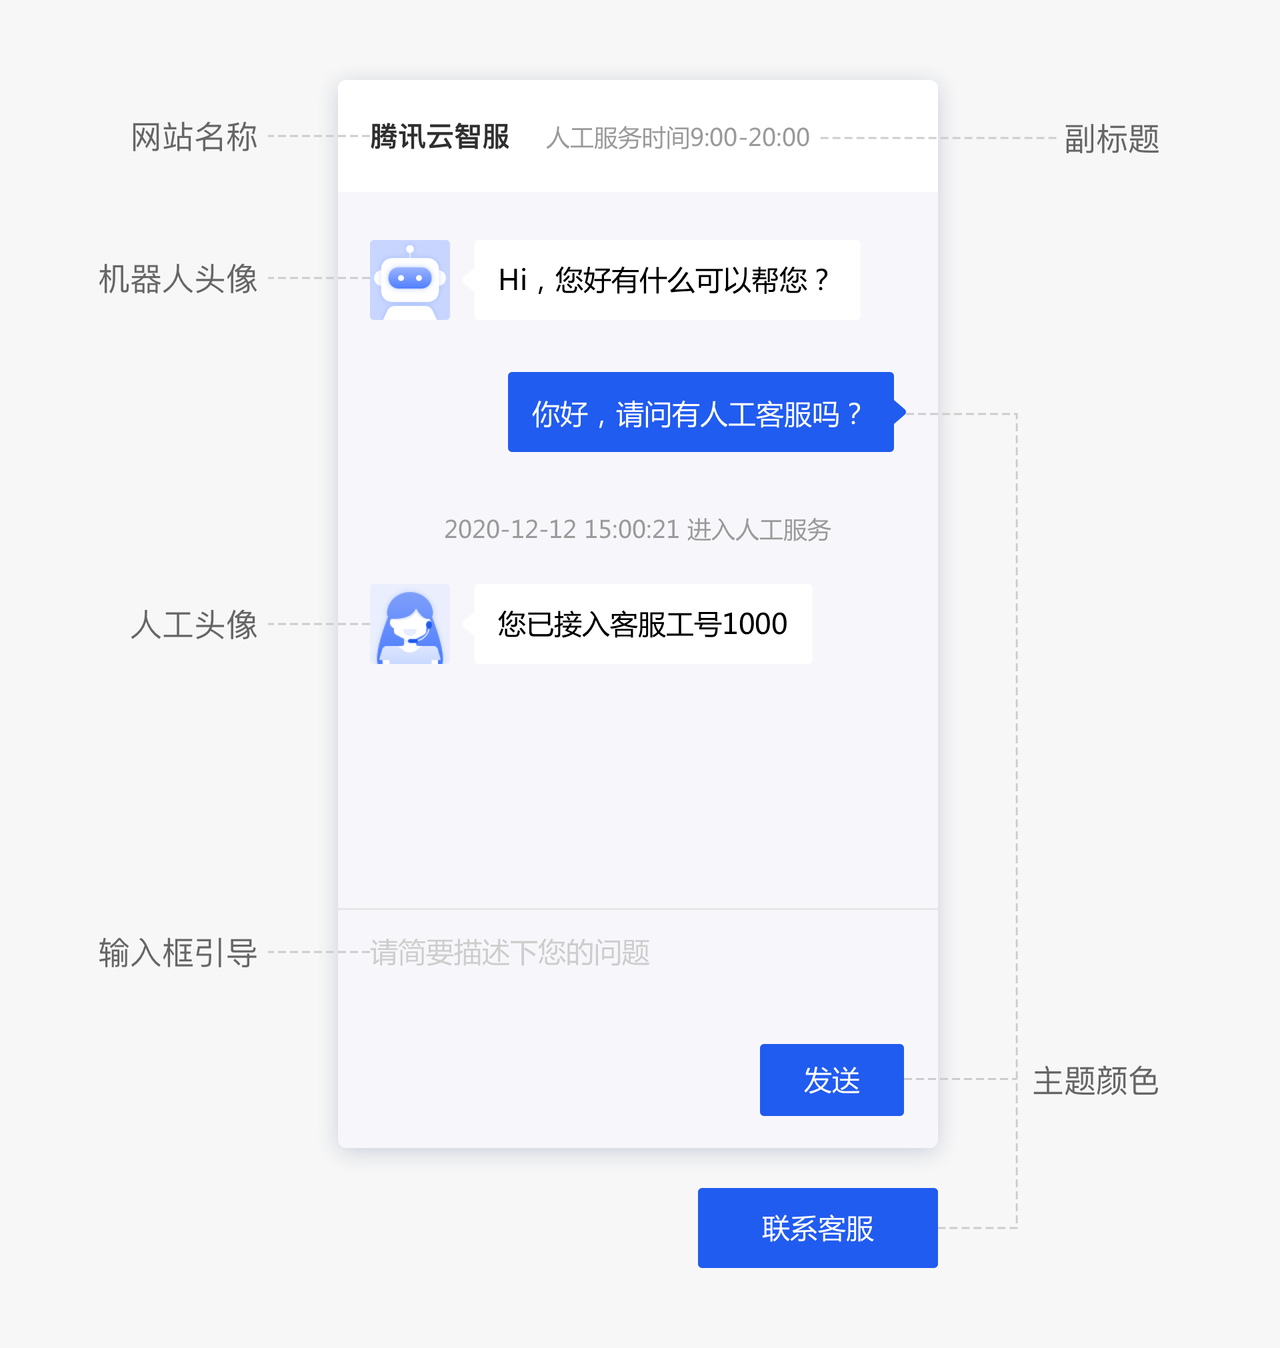 网站名称
腾讯云智服
人工服务时间9:00-20:00
副标题
机器人头像
Hi，您好有什么可以帮您？
你好，请问有人工客服吗？
2020-12-12 15:00:21 进入人工服务
人工头像
您已接入客服工号1000
输入框引导
请简要描述下您的问题
发送
主题颜色
联系客服